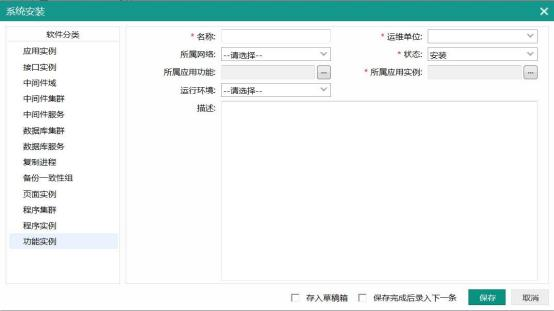 系统安装
软件分类
应用实例
接口实例
中间件域
中间件集群
中间件服务
数据库集群
数据库服务
复制进程
备份一致性组
页面实例
程序集群
程序实例
功能实例
* 名称: * 运维单位:
所属网络: --请选择-- * 状态: 安装
所属应用功能: ... * 所属应用实例: ...
运行环境: --请选择--
描述:
存入草稿箱 保存完成后录入下一条 保存 取消